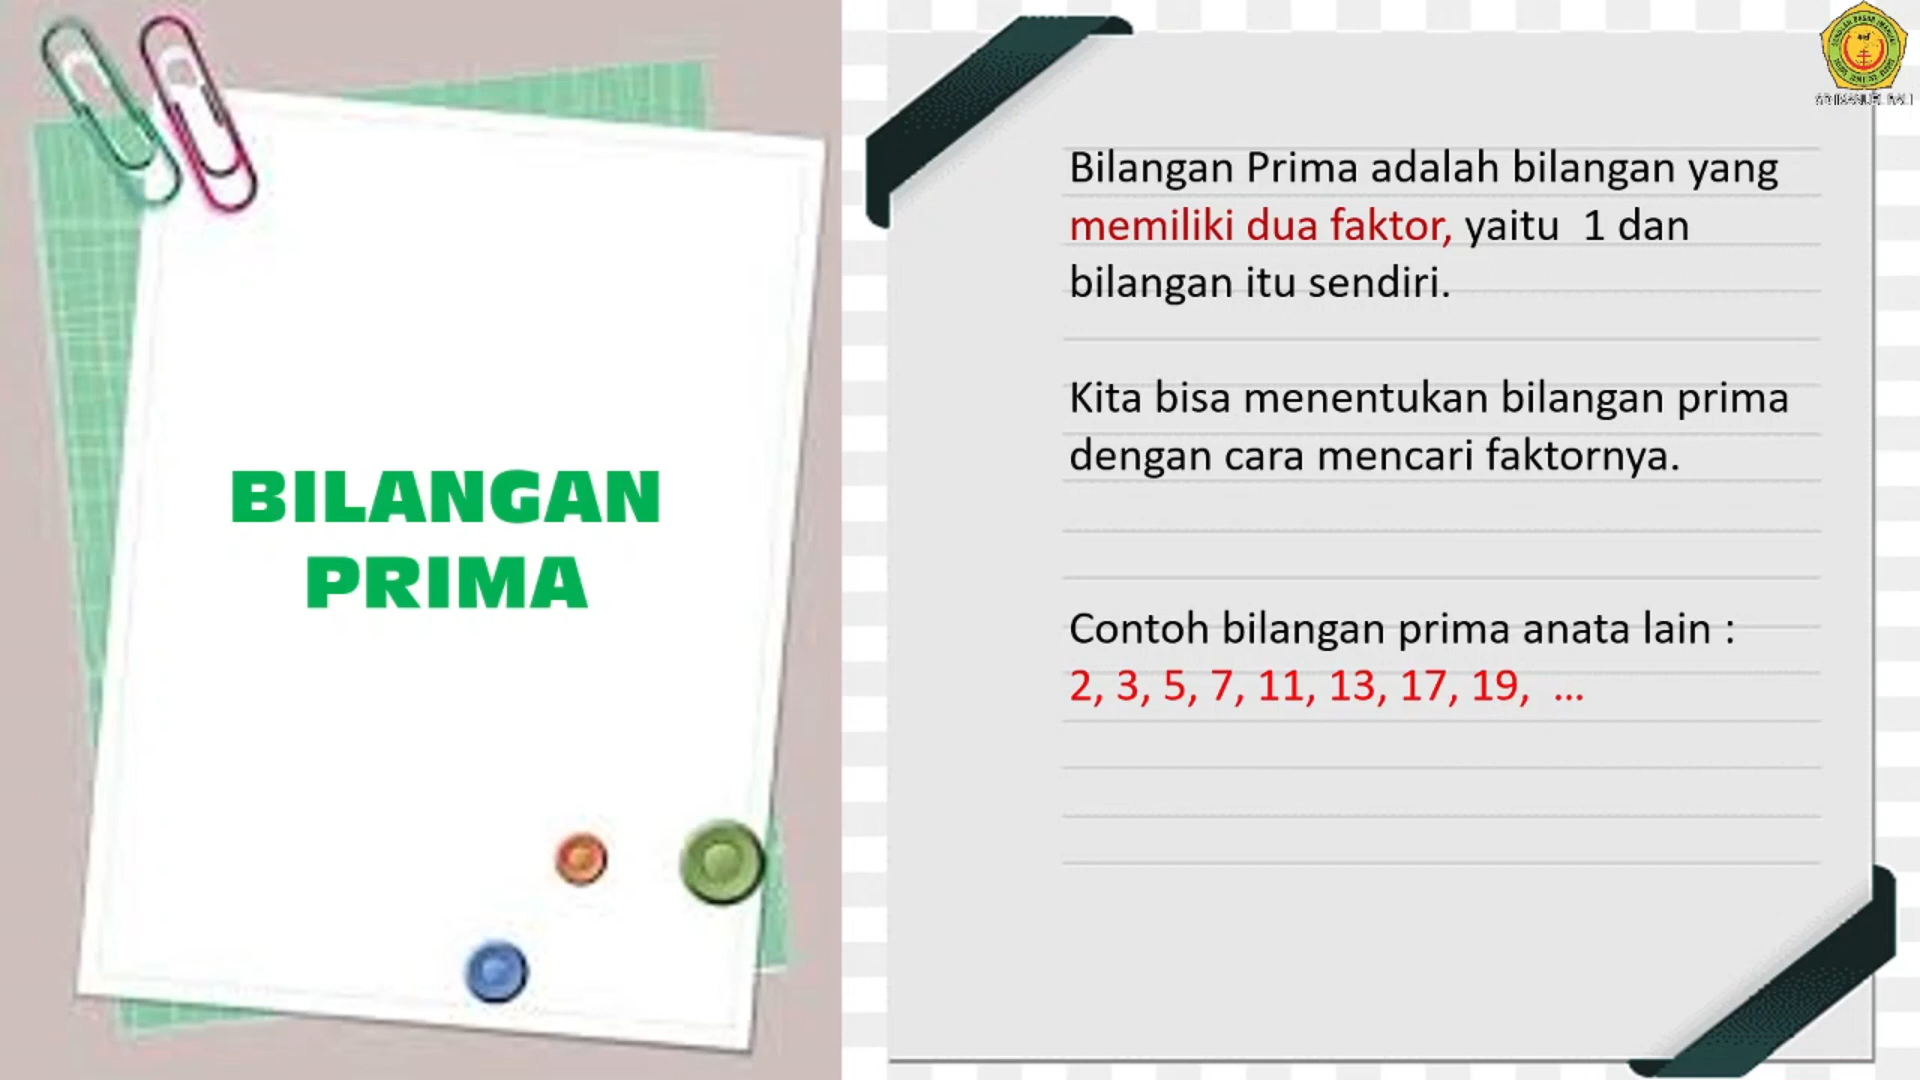 BILANGAN
PRIMA
Bilangan Prima adalah bilangan yang
memiliki dua faktor, yaitu 1 dan
bilangan itu sendiri.
Kita bisa menentukan bilangan prima
dengan cara mencari faktornya.
Contoh bilangan prima anata lain :
2, 3, 5, 7, 11, 13, 17, 19, ...